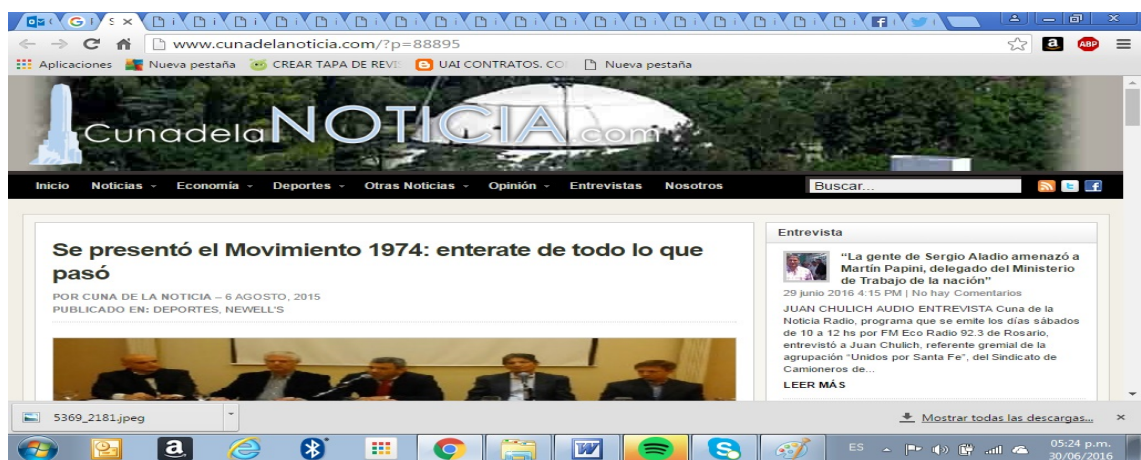 www.cunadelanoticia.com/?p=88895
Aplicaciones Nueva pestaña CREAR TAPA DE REVI UAI CONTRATOS. CO Nueva pestaña
CunadelaNOTICIA.com
Inicio Noticias Economía Deportes Otras Noticias Opinión Entrevistas Nosotros Buscar...
Se presentó el Movimiento 1974: enterate de todo lo que
pasó
POR CUNA DE LA NOTICIA – 6 AGOSTO, 2015
PUBLICADO EN: DEPORTES, NEWELL'S
Entrevista
“La gente de Sergio Aladio amenazó a
Martín Papini, delegado del Ministerio
de Trabajo de la nación”
29 junio 2016 4:15 PM | No hay Comentarios
JUAN CHULICH AUDIO ENTREVISTA Cuna de la
Noticia Radio, programa que se emite los días sábados
de 10 a 12 hs por FM Eco Radio 92.3 de Rosario,
entrevistó a Juan Chulich, referente gremial de la
agrupación “Unidos por Santa Fe”, del Sindicato de
Camioneros de...
LEER MÁS
5369_2181.jpeg Mostrar todas las descargas...
ES 05:24 p.m.
30/06/2016